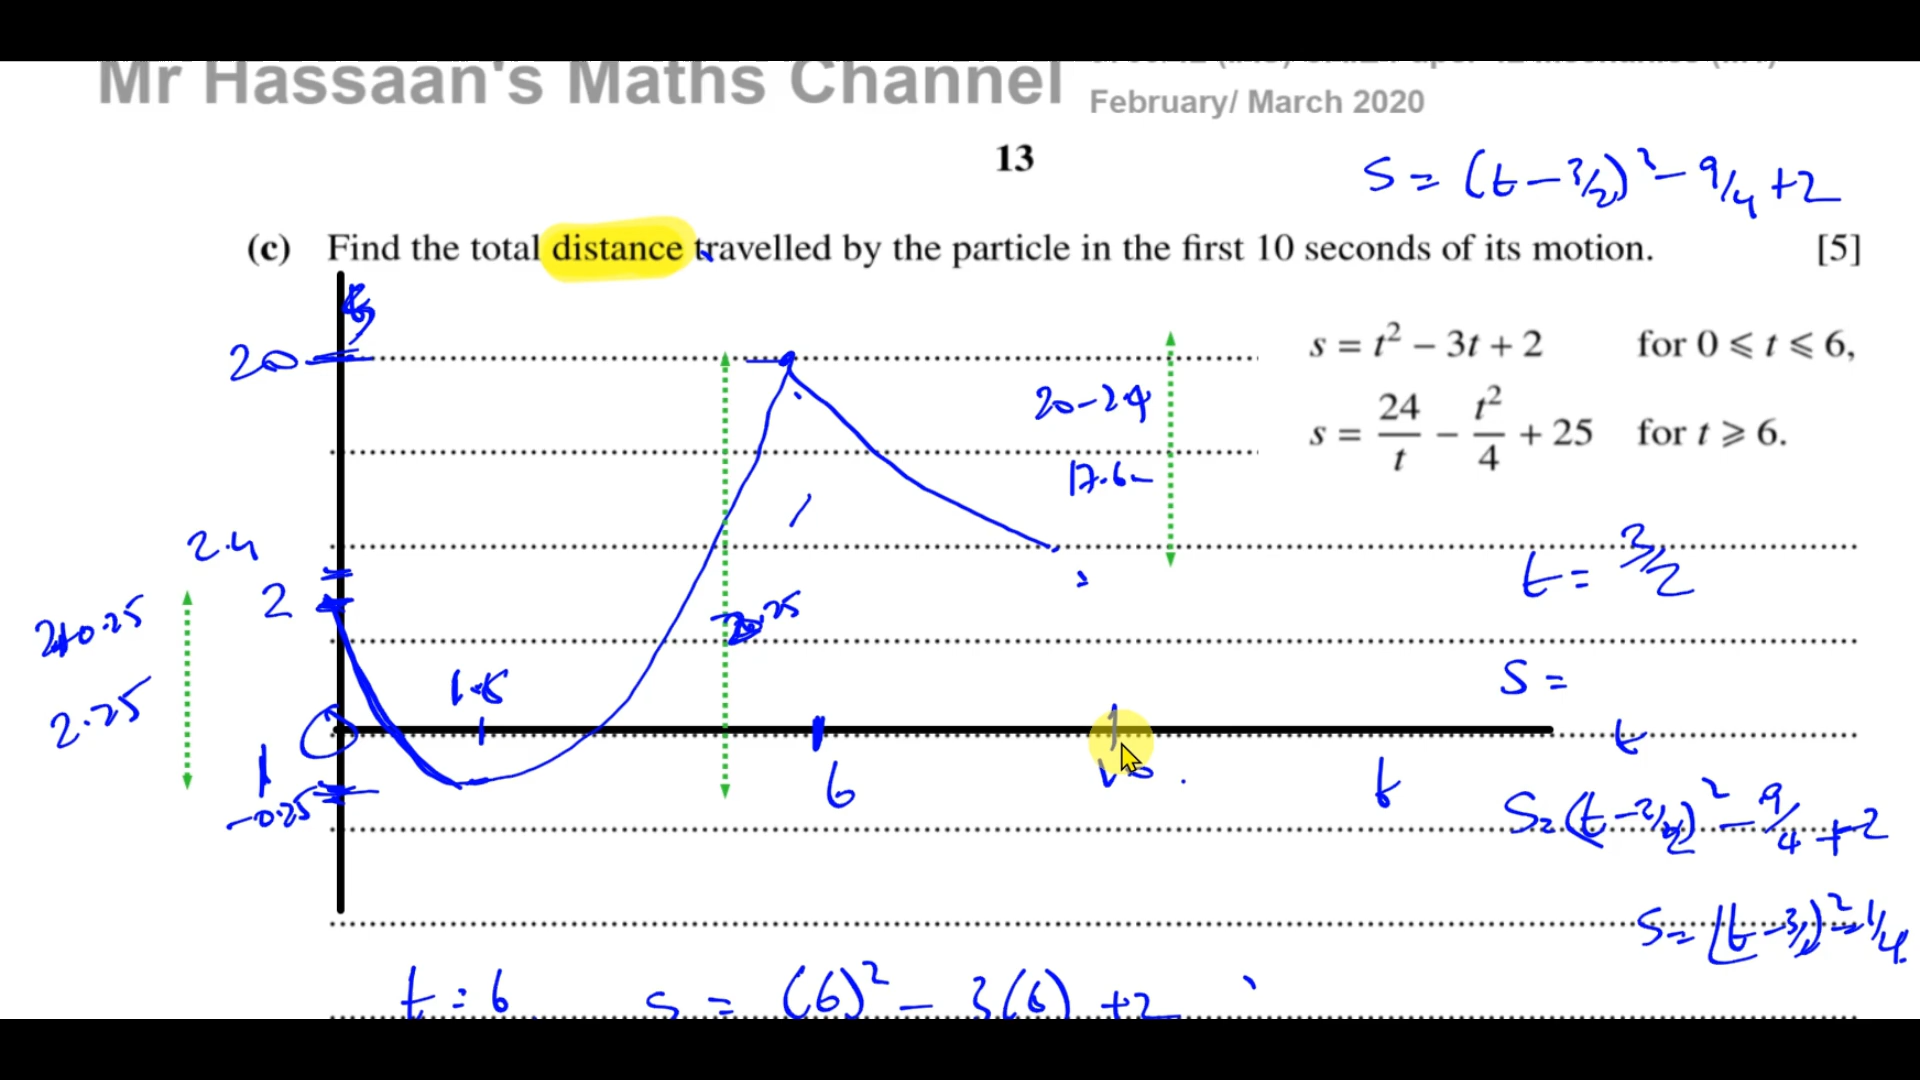 Mr Hassaan's Maths Channel
February/ March 2020
13
S = (t - 3/2)² - 9/4 + 2
(c) Find the total distance travelled by the particle in the first 10 seconds of its motion. [5]
20
s = t² − 3t + 2 for 0 ⩽ t ⩽ 6,
20-2.4
s = 24/t − t²/4 + 25 for t ⩾ 6.
17.6
2.4
t = 3/2
2
2+0.25
.25
1.5
S =
2.25
t
6
10
t
-0.25
S = (t - 3/2)² - 9/4 + 2
S = (t - 3/2)² - 1/4
t = 6 s = (6)² - 3(6) + 2